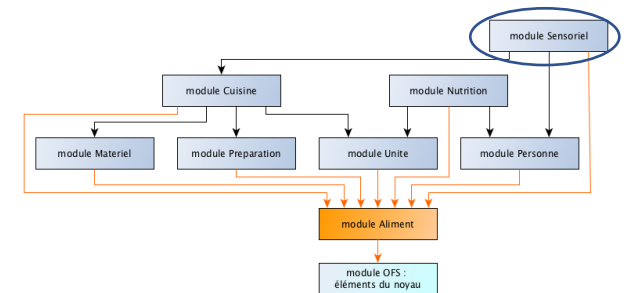 module Sensoriel
module Cuisine
module Nutrition
module Materiel
module Preparation
module Unite
module Personne
module Aliment
module OFS :
éléments du noyau